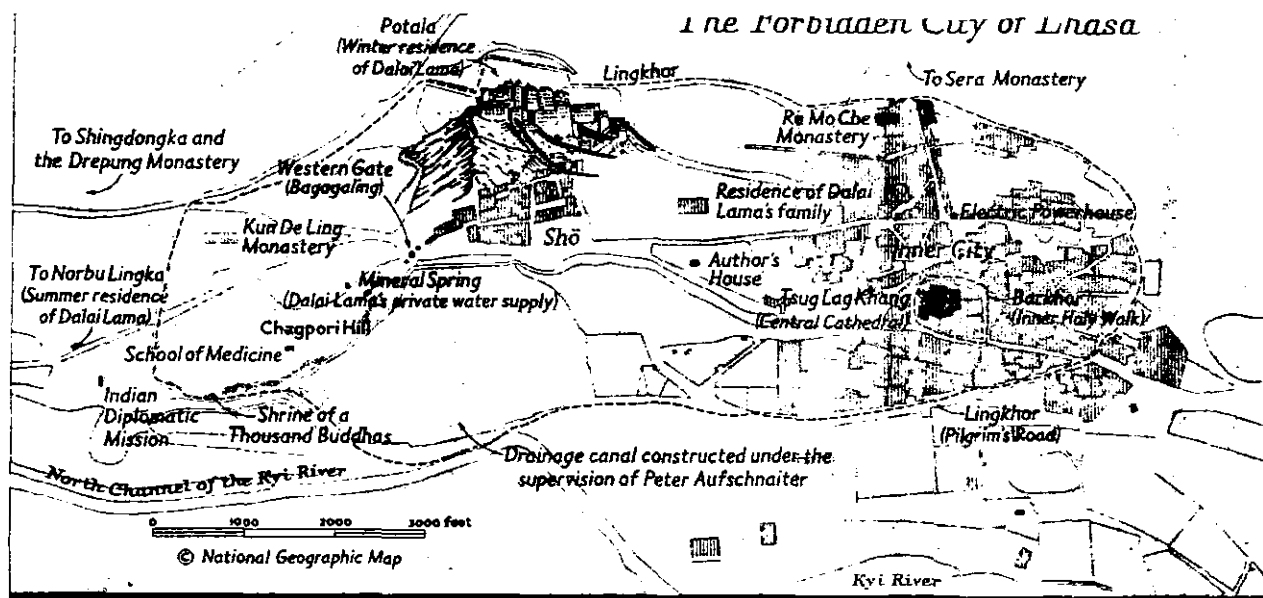 The Forbidden City of Lhasa
Potala
(Winter residence
of Dalai Lama)
Lingkhor
To Sera Monastery
Ra Mo Che
Monastery
To Shingdongka and
the Drepung Monastery
Western Gate
(Bagagaling)
Residence of Dalai
Lama's family
Electric Powerhouse
Kun De Ling
Monastery
Shö
Inner City
Author's
House
To Norbu Lingka
(Summer residence
of Dalai Lama)
Mineral Spring
(Dalai Lama's private water supply)
Tsug Lag Khang
(Central Cathedral)
Barkhor
(Inner Holy Walk)
Chagpori Hill
School of Medicine
Indian
Diplomatic
Mission
Shrine of a
Thousand Buddhas
Lingkhor
(Pilgrim's Road)
Drainage canal constructed under the
supervision of Peter Aufschnaiter
North Channel of the Kyi River
0 1000 2000 3000 feet
© National Geographic Map
Kyi River